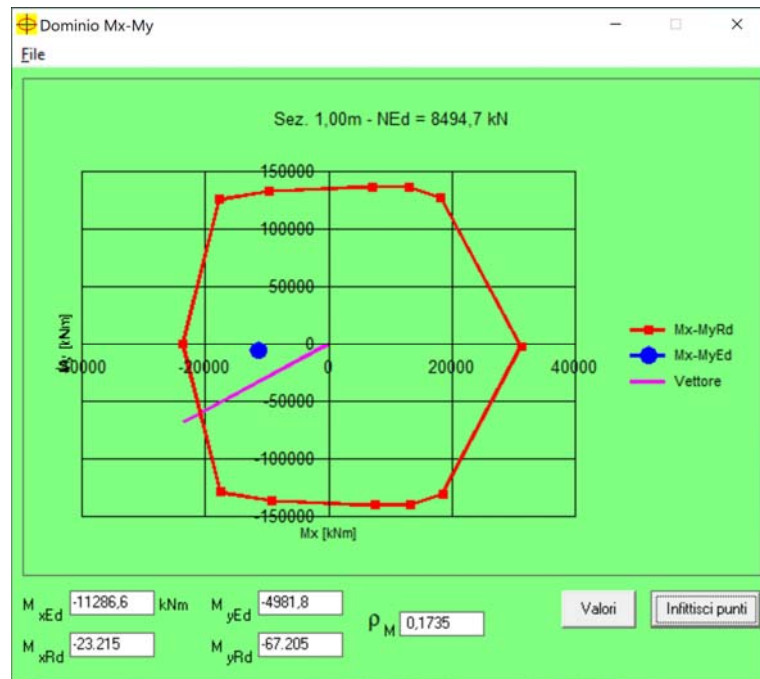 Dominio Mx-My
File
Sez. 1,00m - NEd = 8494,7 kN
150000
100000
50000
0
-20000
0
20000
40000
-50000
-100000
-150000
[kNm]
Mx [kNm]
Mx-MyRd
Mx-MyEd
Vettore
M xEd -11286,6 kNm M yEd -4981,8
ρ M 0,1735
Valori
Infittisci punti
M xRd -23.215 M yRd -67.205